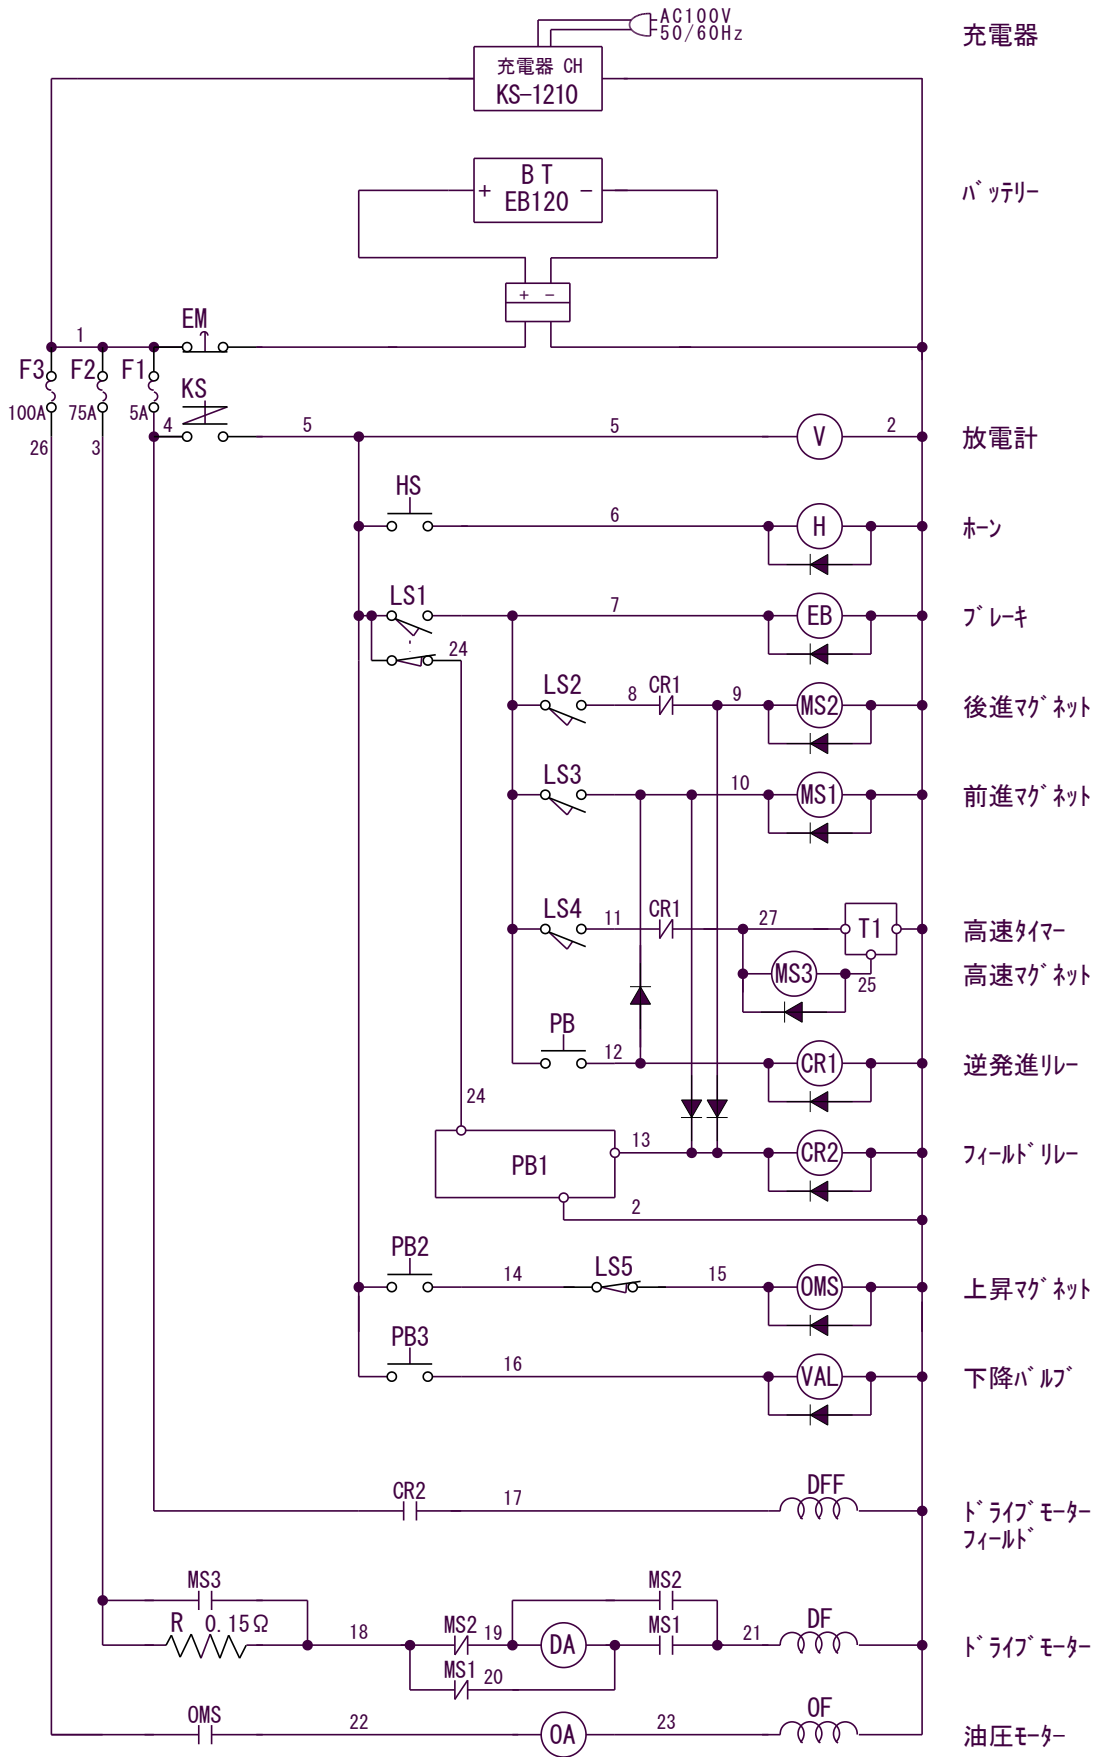 AC100V
50/60Hz
充電器
充電器 CH
KS-1210
BT
EB120
+ −
バッテリー
+ −
1
EM
F3 F2 F1
KS
100A 75A 5A
4 5 5 V 2 放電計
26 3
HS
6 H ホーン
LS1
7 EB ブレーキ
24
LS2 8 CR1 9 MS2 後進マグネット
LS3 10 MS1 前進マグネット
LS4 11 CR1 27 T1 高速タイマー
MS3 25 高速マグネット
PB
12 CR1 逆発進リレー
24
PB1 13 CR2 フィールドリレー
2
PB2 14 LS5 15 OMS 上昇マグネット
PB3
16 VAL 下降バルブ
CR2 17 DFF ドライブモーター
フィールド
MS3 MS2
R 0.15Ω 18 MS2 19 DA MS1 21 DF ドライブモーター
MS1 20
OMS 22 OA 23 OF 油圧モーター